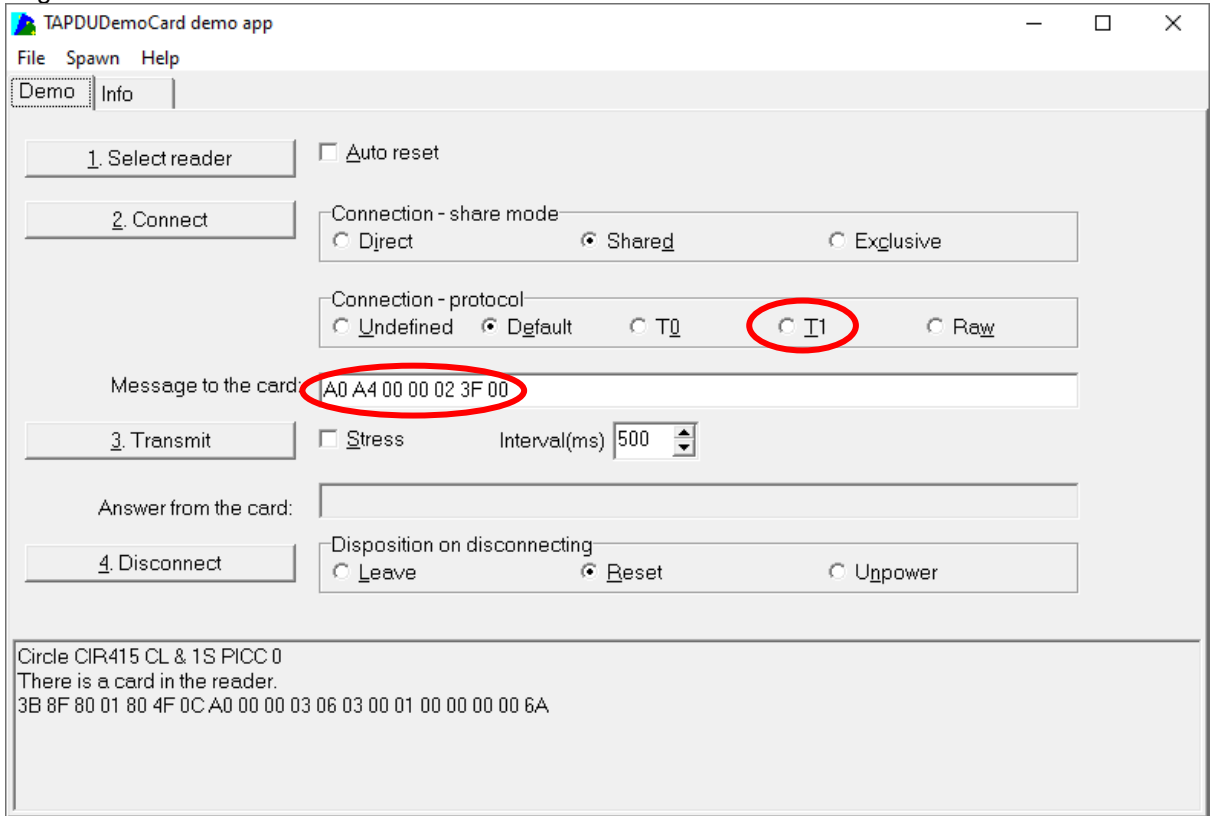 TAPDUDemoCard demo app
File Spawn Help
Demo Info
1. Select reader Auto reset
2. Connect Connection - share mode
Direct Shared Exclusive
Connection - protocol
Undefined Default T0 T1 Raw
Message to the card: A0 A4 00 00 02 3F 00
3. Transmit Stress Interval(ms) 500
Answer from the card:
4. Disconnect Disposition on disconnecting
Leave Reset Unpower
Circle CIR415 CL & 1S PICC 0
There is a card in the reader.
3B 8F 80 01 80 4F 0C A0 00 00 03 06 03 00 01 00 00 00 00 6A